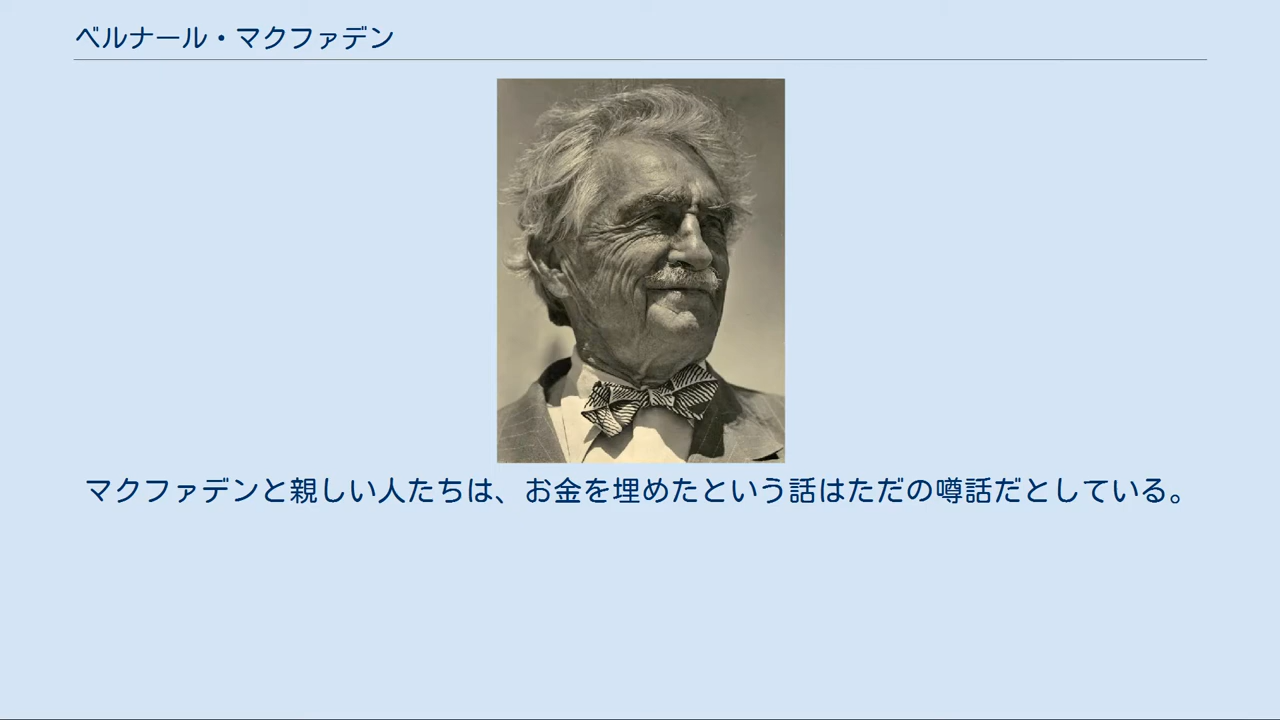 ベルナール・マクファデン
マクファデンと親しい人たちは、お金を埋めたという話はただの噂話だとしている。